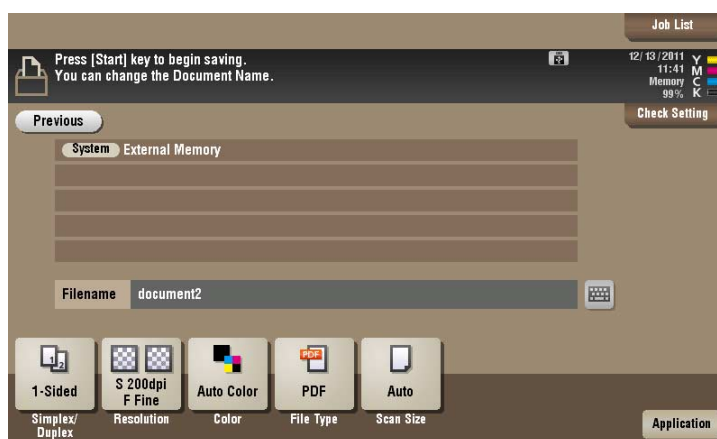 Job List
Press [Start] key to begin saving.
You can change the Document Name.
12/13/2011
11:41
Memory
99%
Y
M
C
K
Previous
Check Setting
System External Memory
Filename document2
1 2
1-Sided
S 200dpi
F Fine
Auto Color
PDF
PDF
Auto
Simplex/
Duplex
Resolution
Color
File Type
Scan Size
Application